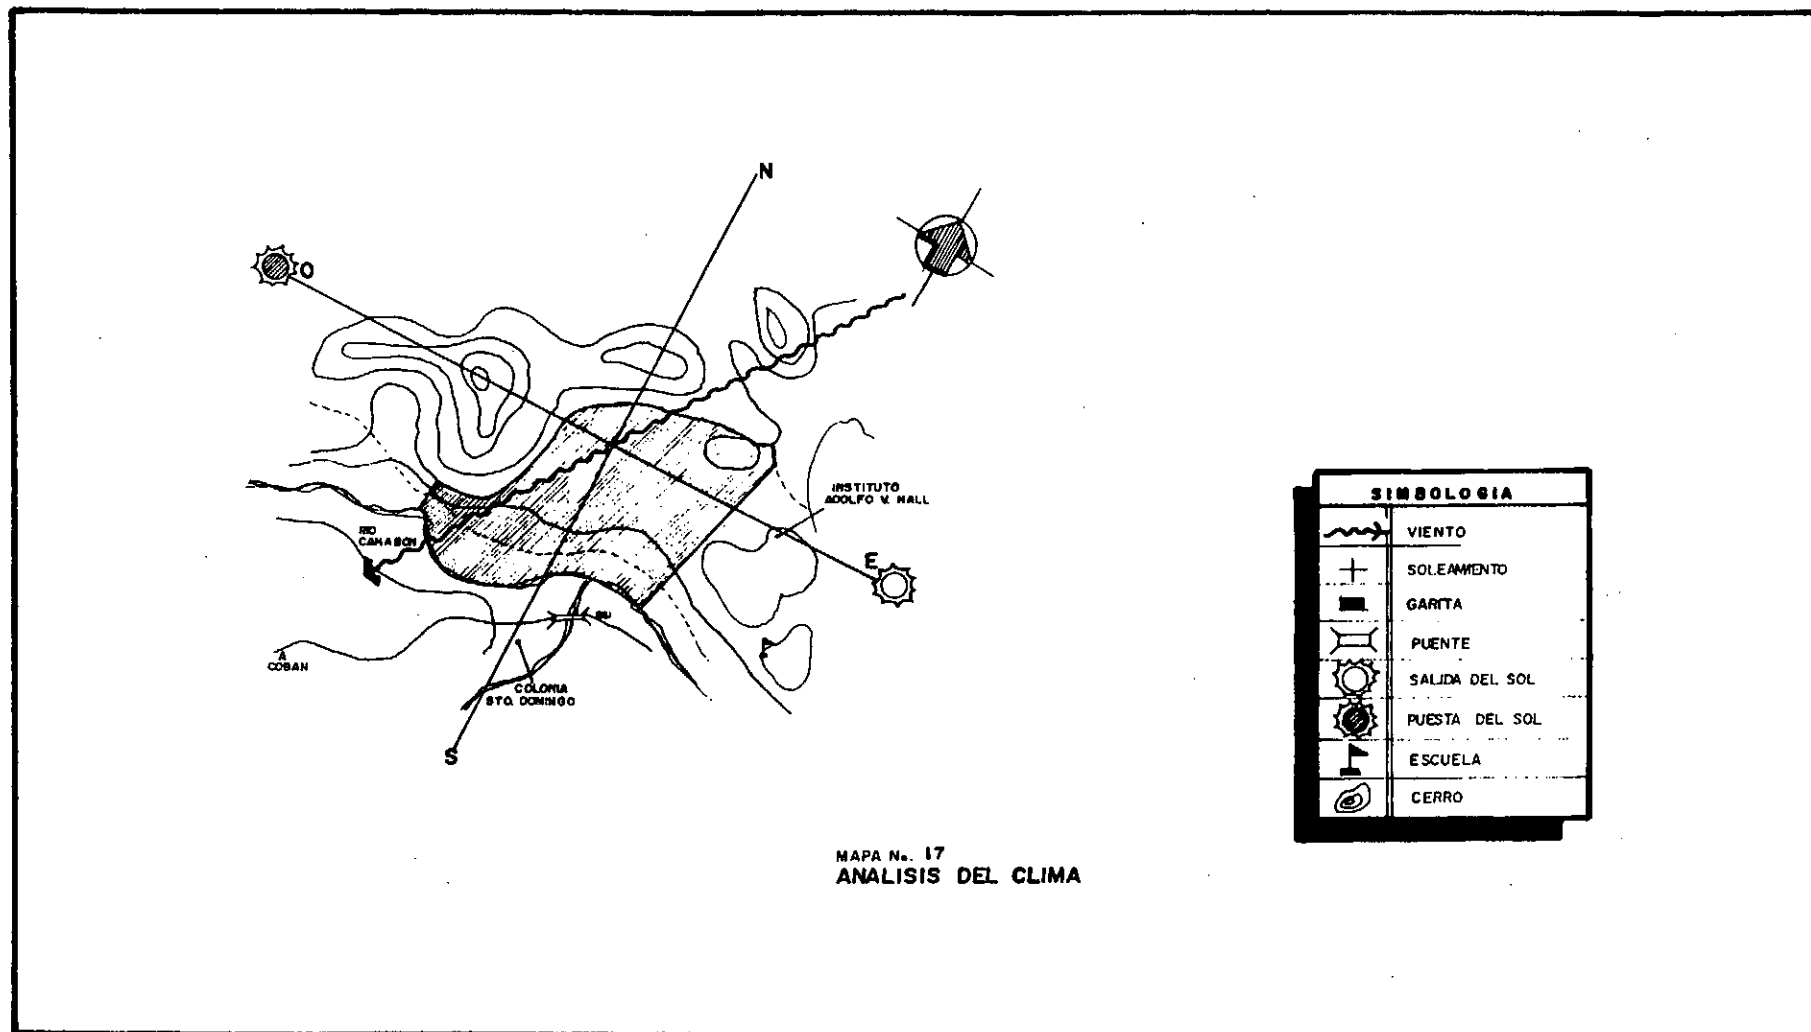 N
O
INSTITUTO
ADOLFO V. HALL
RIO
CAHABON
E
A
COBAN
COLONIA
STO. DOMINGO
S
SIMBOLOGIA
VIENTO
SOLEAMIENTO
GARITA
PUENTE
SALIDA DEL SOL
PUESTA DEL SOL
ESCUELA
CERRO
MAPA No. 17
ANALISIS DEL CLIMA